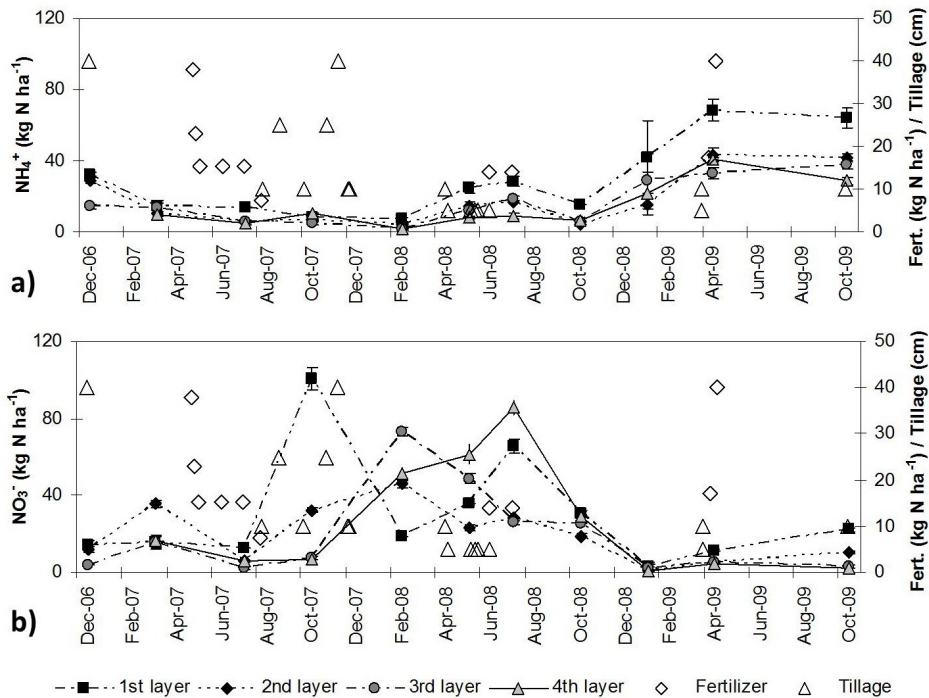 120
80
40
0
NH₄⁺ (kg N ha⁻¹)
50
40
30
20
10
0
Fert. (kg N ha⁻¹) / Tillage (cm)
Dec-06
Feb-07
Apr-07
Jun-07
Aug-07
Oct-07
Dec-07
Feb-08
Apr-08
Jun-08
Aug-08
Oct-08
Dec-08
Feb-09
Apr-09
Jun-09
Aug-09
Oct-09
a)
120
80
40
0
NO₃⁻ (kg N ha⁻¹)
50
40
30
20
10
0
Fert. (kg N ha⁻¹) / Tillage (cm)
Dec-06
Feb-07
Apr-07
Jun-07
Aug-07
Oct-07
Dec-07
Feb-08
Apr-08
Jun-08
Aug-08
Oct-08
Dec-08
Feb-09
Apr-09
Jun-09
Aug-09
Oct-09
b)
1st layer 2nd layer 3rd layer 4th layer Fertilizer Tillage